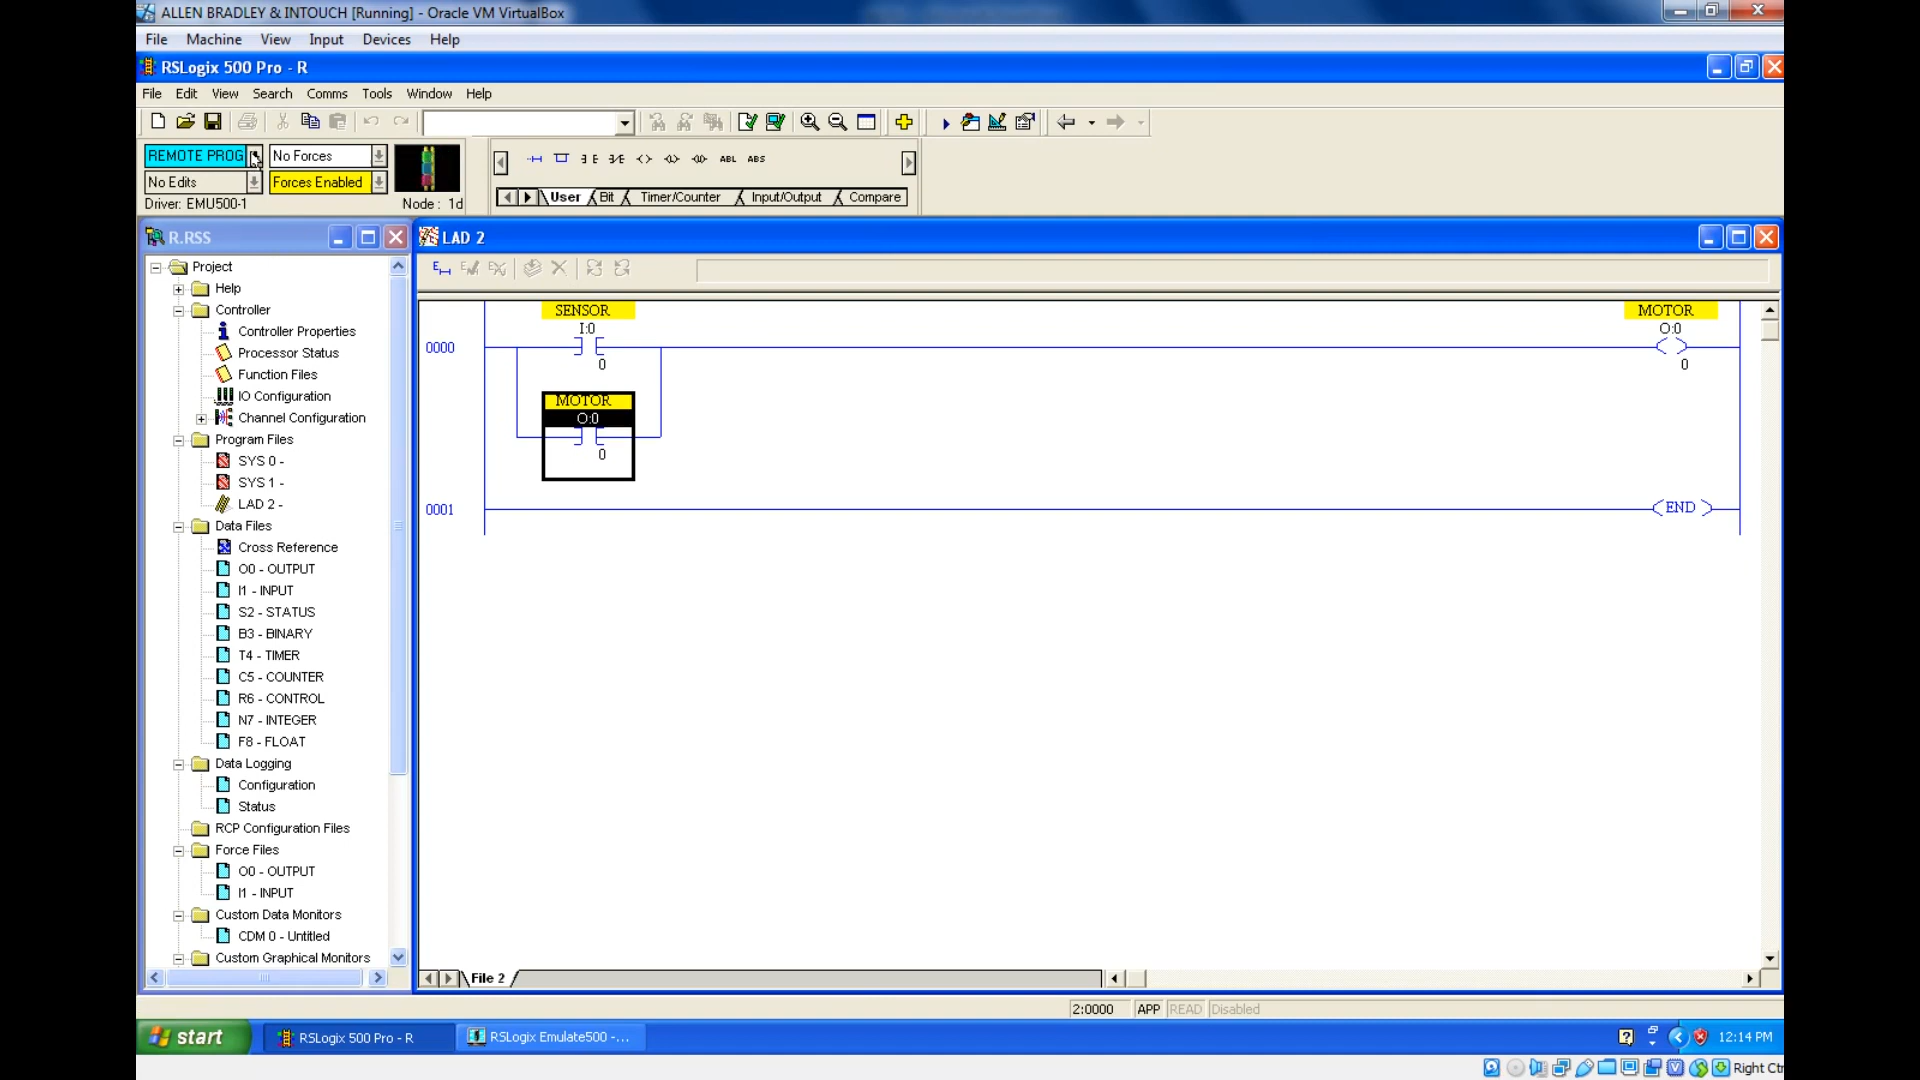 ALLEN BRADLEY & INTOUCH [Running] - Oracle VM VirtualBox
File Machine View Input Devices Help
RSLogix 500 Pro - R
File Edit View Search Comms Tools Window Help
REMOTE PROG No Forces
No Edits Forces Enabled
Driver: EMU500-1 Node : 1d
ABL ABS
User Bit Timer/Counter Input/Output Compare
R.RSS
Project
Help
Controller
Controller Properties
Processor Status
Function Files
IO Configuration
Channel Configuration
Program Files
SYS 0 -
SYS 1 -
LAD 2 -
Data Files
Cross Reference
O0 - OUTPUT
I1 - INPUT
S2 - STATUS
B3 - BINARY
T4 - TIMER
C5 - COUNTER
R6 - CONTROL
N7 - INTEGER
F8 - FLOAT
Data Logging
Configuration
Status
RCP Configuration Files
Force Files
O0 - OUTPUT
I1 - INPUT
Custom Data Monitors
CDM 0 - Untitled
Custom Graphical Monitors
LAD 2
SENSOR MOTOR
I:0 O:0
0000
0 0
MOTOR
O:0
0
0001 END
File 2
2:0000 APP READ Disabled
start RSLogix 500 Pro - R RSLogix Emulate500 -... 12:14 PM
Right Ctr